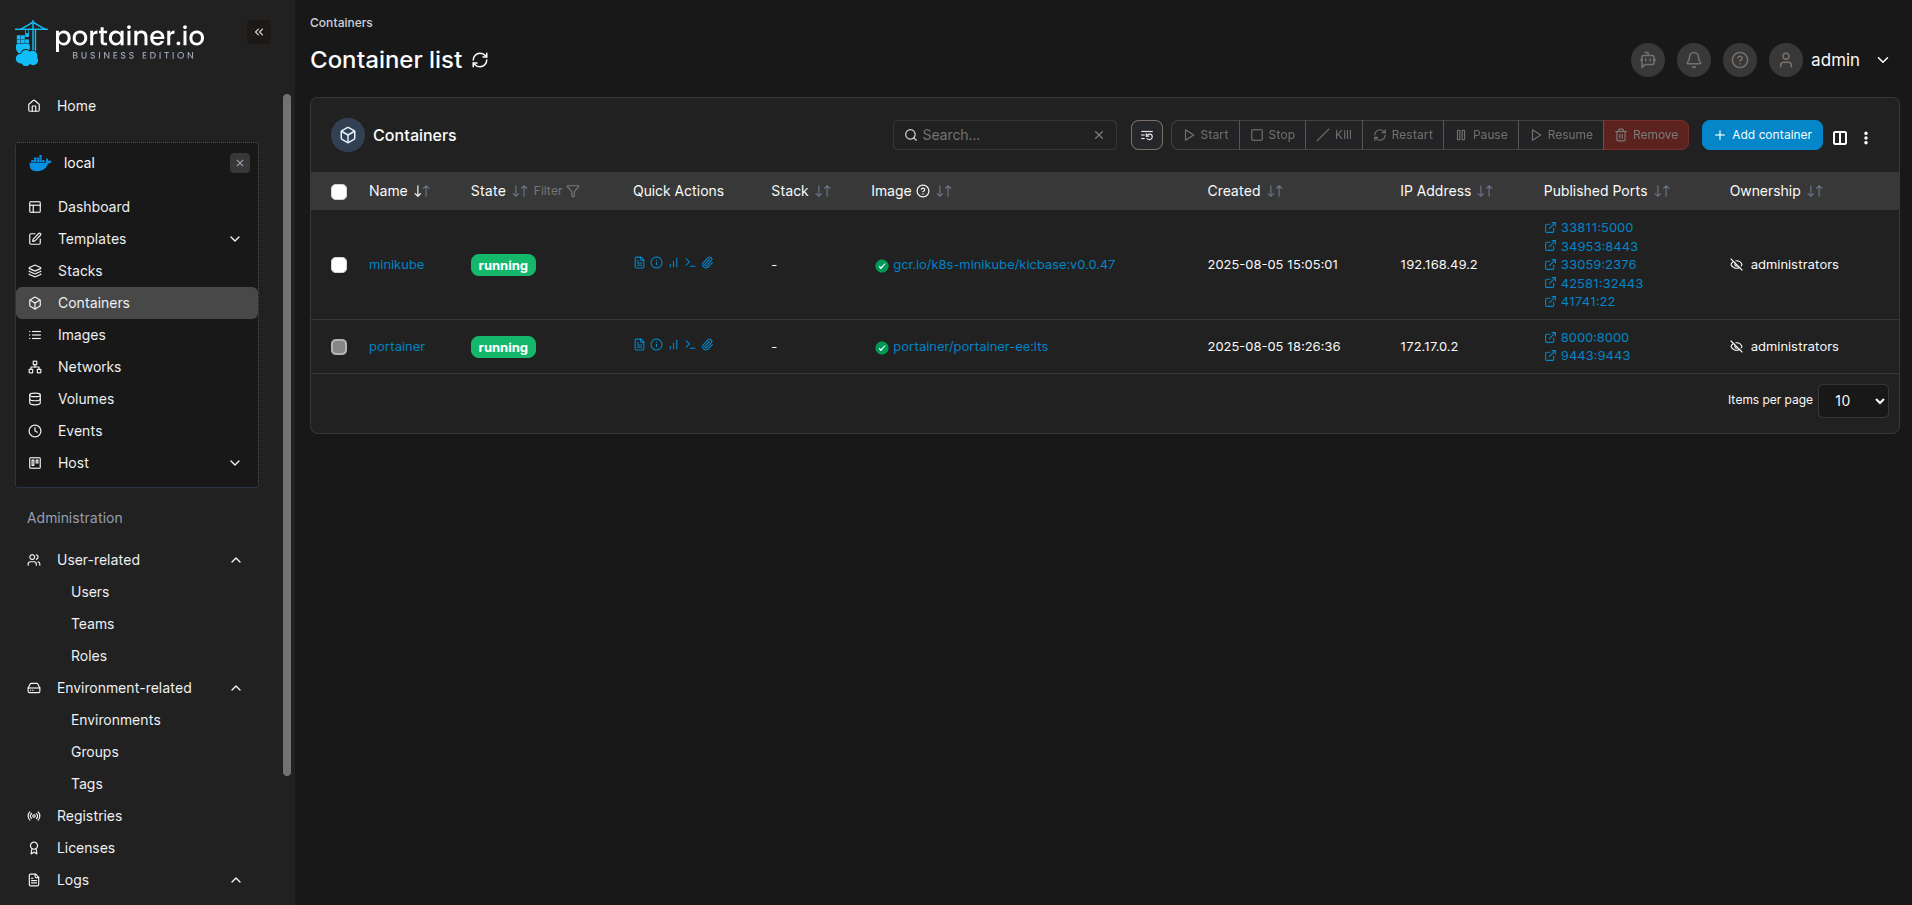 portainer.io
BUSINESS EDITION
Home
local
Dashboard
Templates
Stacks
Containers
Images
Networks
Volumes
Events
Host
Administration
User-related
Users
Teams
Roles
Environment-related
Environments
Groups
Tags
Registries
Licenses
Logs
Containers
Container list
admin
Containers
Search...
Start Stop Kill Restart Pause Resume Remove
Add container
Name State Filter Quick Actions Stack Image Created IP Address Published Ports Ownership
minikube running - gcr.io/k8s-minikube/kicbase:v0.0.47 2025-08-05 15:05:01 192.168.49.2
33811:5000
34953:8443
33059:2376
42581:32443
41741:22
administrators
portainer running - portainer/portainer-ee:lts 2025-08-05 18:26:36 172.17.0.2
8000:8000
9443:9443
administrators
Items per page 10